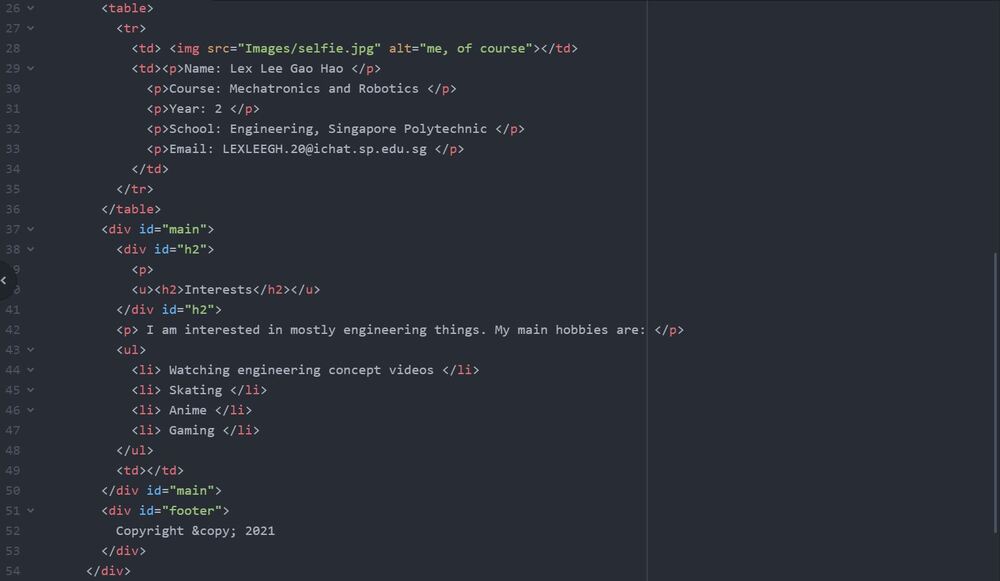 26 <table>
27 <tr>
28 <td> <img src="Images/selfie.jpg" alt="me, of course"></td>
29 <td><p>Name: Lex Lee Gao Hao </p>
30 <p>Course: Mechatronics and Robotics </p>
31 <p>Year: 2 </p>
32 <p>School: Engineering, Singapore Polytechnic </p>
33 <p>Email: LEXLEEGH.20@ichat.sp.edu.sg </p>
34 </td>
35 </tr>
36 </table>
37 <div id="main">
38 <div id="h2">
9 <p>
0 <u><h2>Interests</h2></u>
41 </div id="h2">
42 <p> I am interested in mostly engineering things. My main hobbies are: </p>
43 <ul>
44 <li> Watching engineering concept videos </li>
45 <li> Skating </li>
46 <li> Anime </li>
47 <li> Gaming </li>
48 </ul>
49 <td></td>
50 </div id="main">
51 <div id="footer">
52 Copyright &copy; 2021
53 </div>
54 </div>